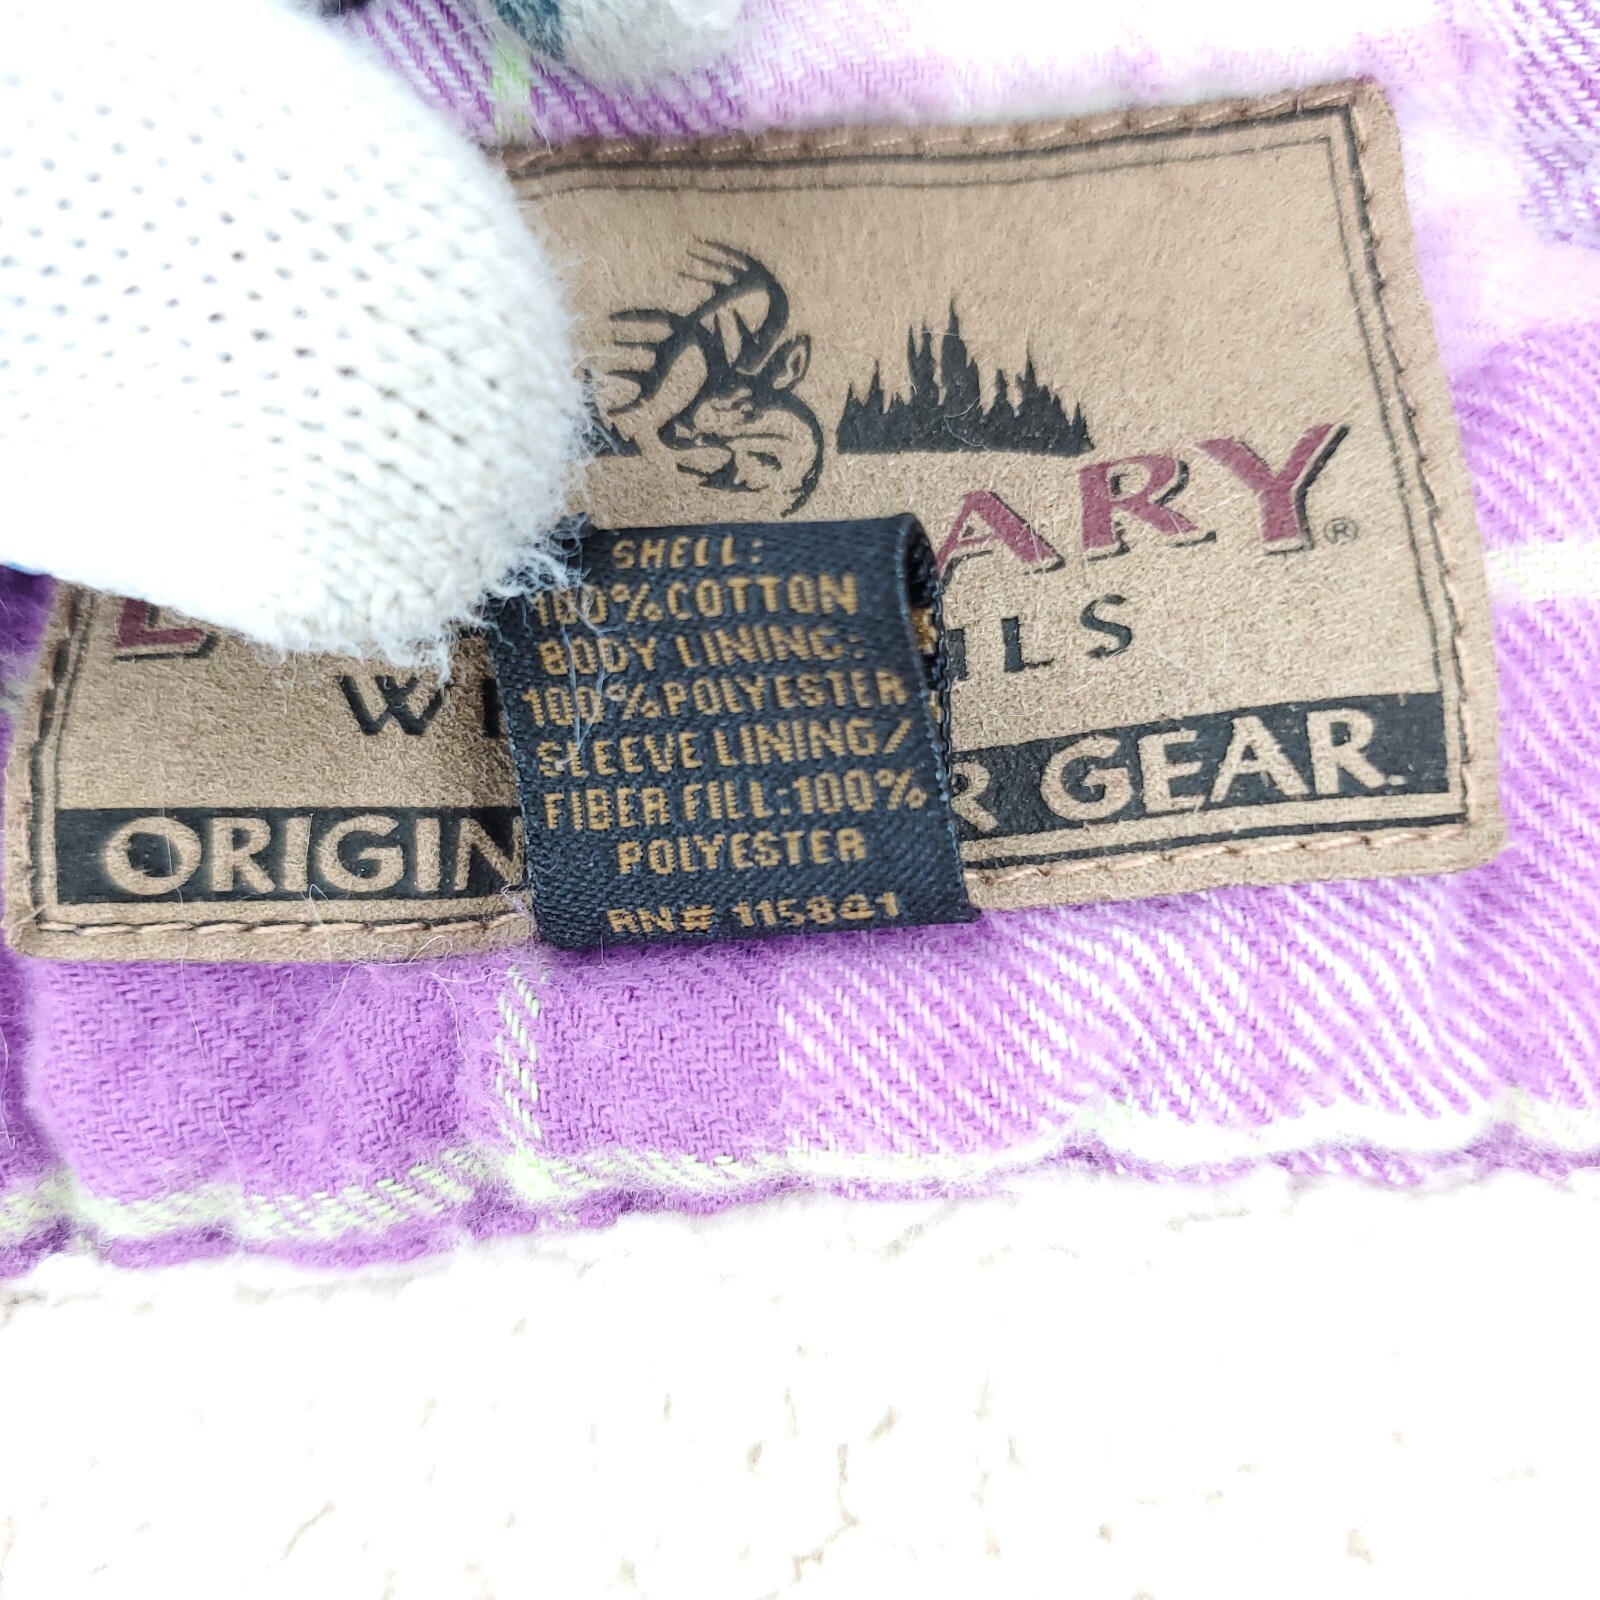 ARY®
ILS
ORIGIN R GEAR
SHELL:
100%COTTON
BODY LINING:
100%POLYESTER
SLEEVE LINING/
FIBER FILL:100%
POLYESTER
RN# 115841